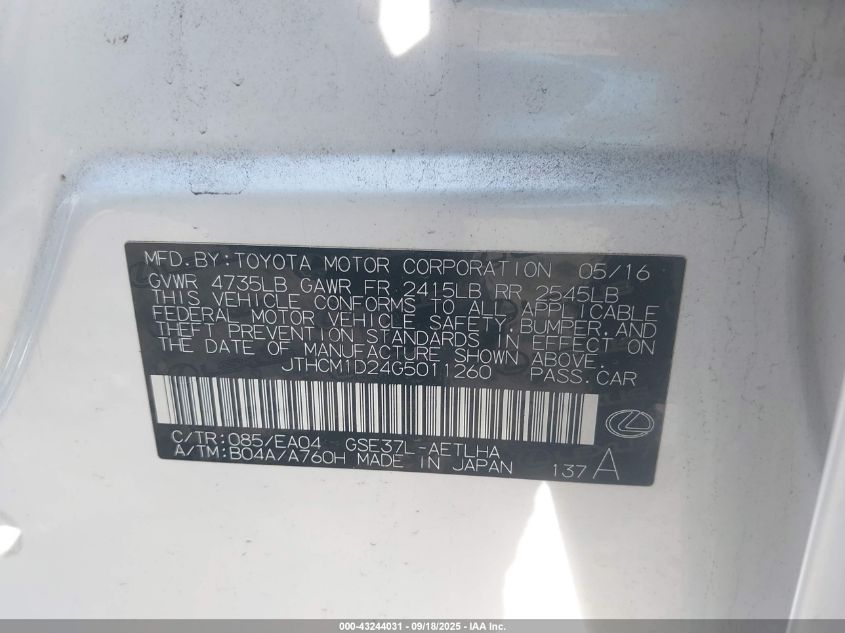 MFD.BY:TOYOTA MOTOR CORPORATION 05/16
GVWR 4735LB GAWR FR 2415LB RR 2545LB
THIS VEHICLE CONFORMS TO ALL APPLICABLE
FEDERAL MOTOR VEHICLE SAFETY,BUMPER,AND
THEFT PREVENTION STANDARDS IN EFFECT ON
THE DATE OF MANUFACTURE SHOWN ABOVE.
JTHCM1D24G5011260 PASS.CAR
C/TR:085/EA04 GSE37L-AETLHA
A/TM:B04A/A760H MADE IN JAPAN 137A
000-43244031 - 09/18/2025 - IAA Inc.